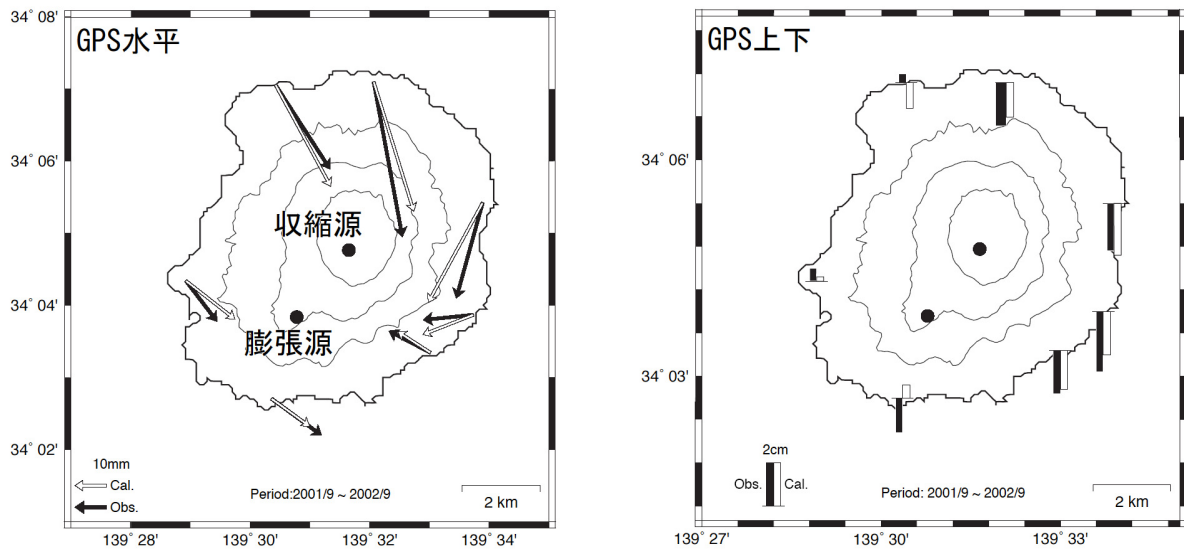 GPS水平
34° 08'
34° 06'
34° 04'
34° 02'
収縮源
膨張源
10mm
Cal.
Obs.
Period:2001/9 ~ 2002/9
2 km
139° 28'
139° 30'
139° 32'
139° 34'
GPS上下
34° 06'
34° 03'
2cm
Obs.
Cal.
Period: 2001/9 ~ 2002/9
2 km
139° 27'
139° 30'
139° 33'